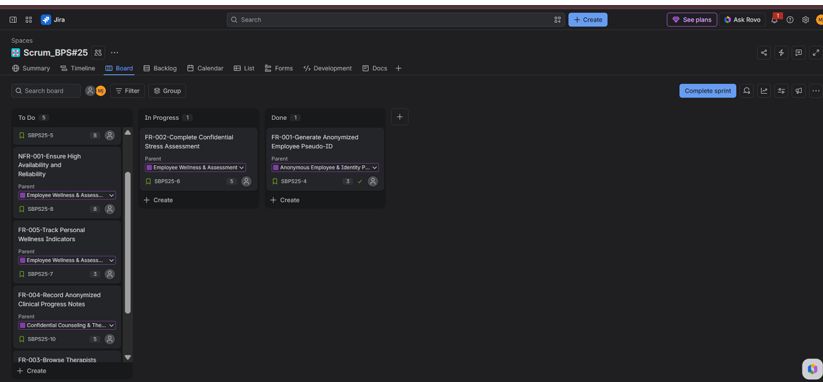 Jira
Search
+ Create
See plans
Ask Rovo
1
Spaces
Scrum_BPS#25
Summary
Timeline
Board
Backlog
Calendar
List
Forms
Development
Docs
Search board
Filter
Group
Complete sprint
To Do 5
SBPS25-5 8
NFR-001-Ensure High
Availability and
Reliability
Parent
Employee Wellness & Assess...
SBPS25-8 8
FR-005-Track Personal
Wellness Indicators
Parent
Employee Wellness & Assess...
SBPS25-7 3
FR-004-Record Anonymized
Clinical Progress Notes
Parent
Confidential Counseling & The...
SBPS25-10 5
FR-003-Browse Therapists
+ Create
In Progress 1
FR-002-Complete Confidential
Stress Assessment
Parent
Employee Wellness & Assessment
SBPS25-6 5
+ Create
Done 1
FR-001-Generate Anonymized
Employee Pseudo-ID
Parent
Anonymous Employee & Identity P...
SBPS25-4 3
+ Create